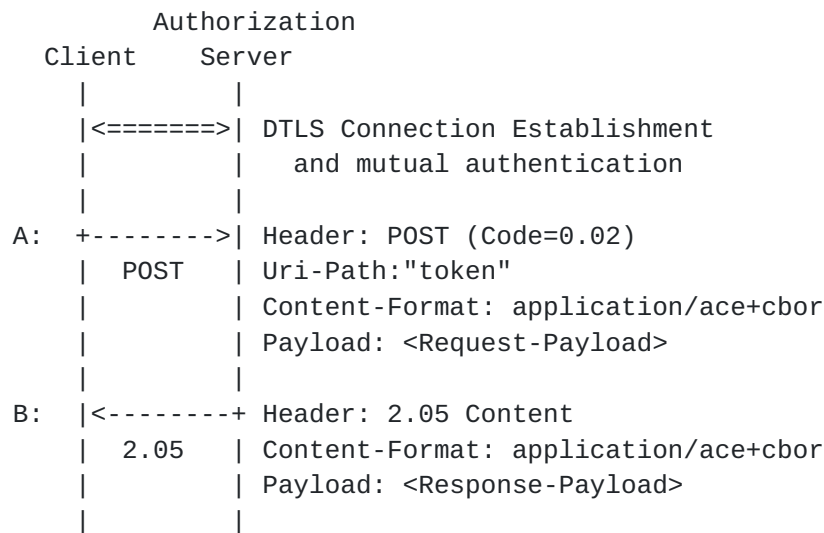 Authorization
Client    Server
|         |
|<=======>| DTLS Connection Establishment
|         |   and mutual authentication
|         |
A:  +-------->| Header: POST (Code=0.02)
|  POST   | Uri-Path:"token"
|         | Content-Format: application/ace+cbor
|         | Payload: <Request-Payload>
|         |
B:  |<--------+ Header: 2.05 Content
|  2.05   | Content-Format: application/ace+cbor
|         | Payload: <Response-Payload>
|         |